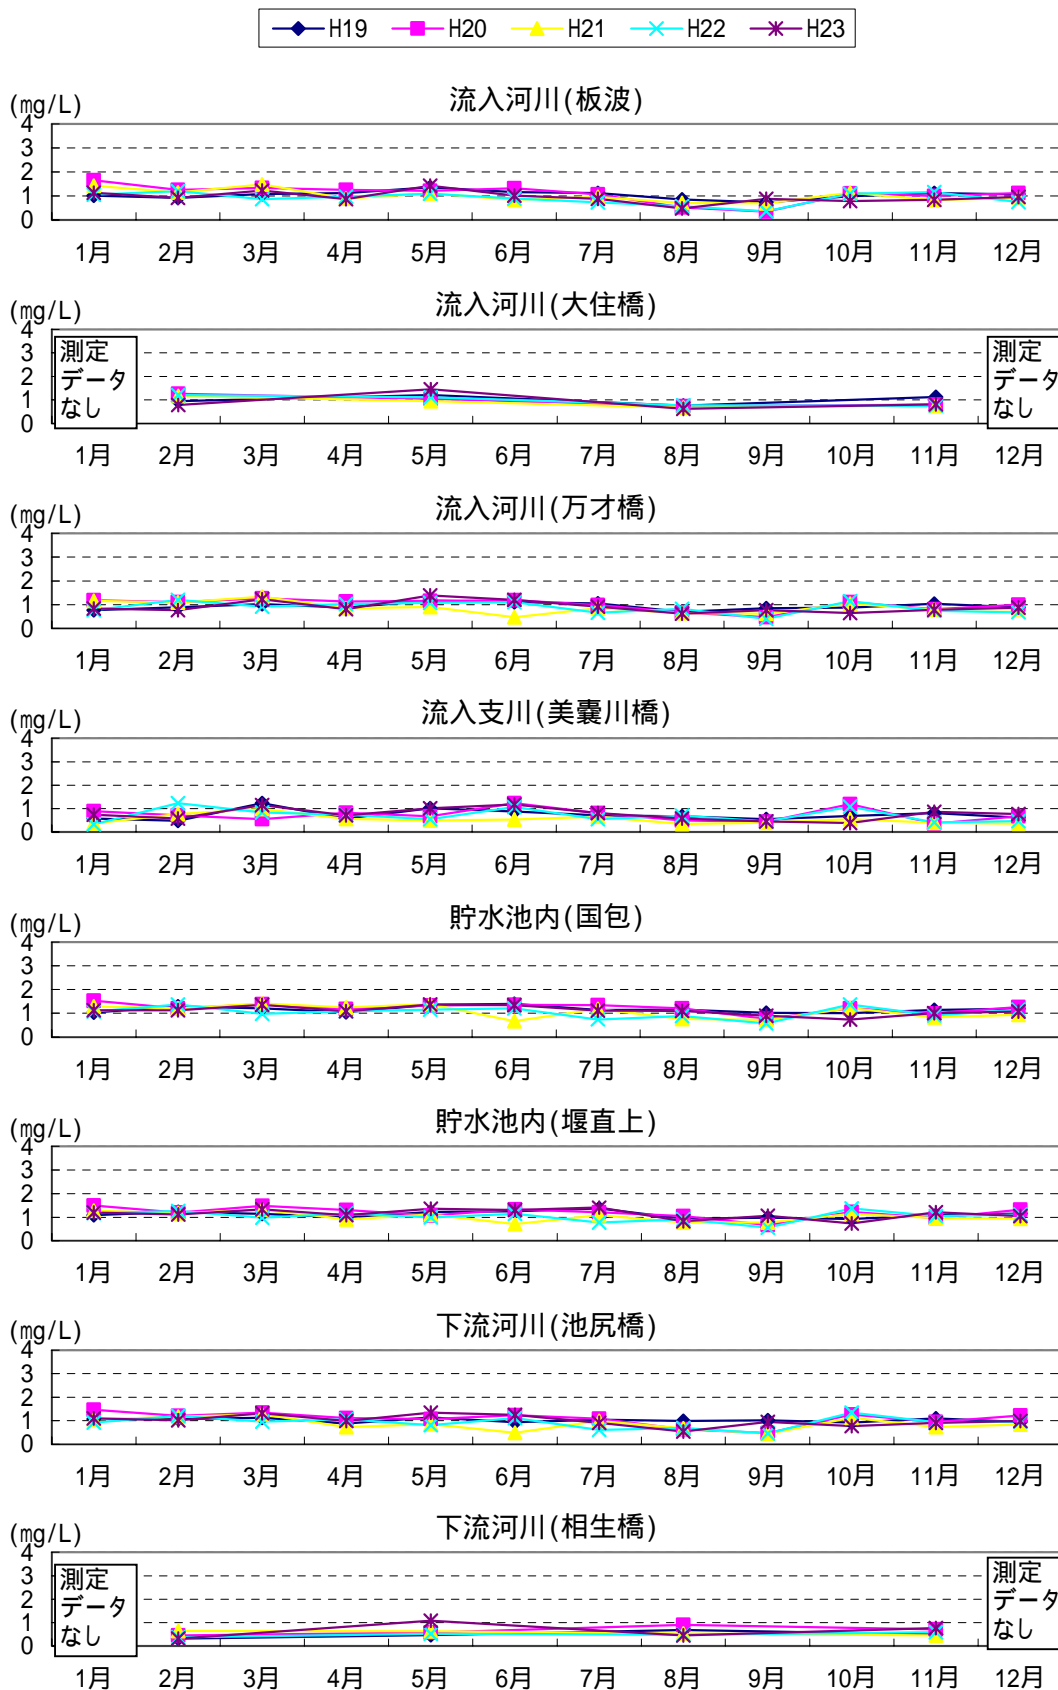 H19 H20 H21 H22 H23
(mg/L) 流入河川(板波)
4
3
2
1
0
1月 2月 3月 4月 5月 6月 7月 8月 9月 10月 11月 12月
(mg/L) 流入河川(大住橋)
4
3
2
1
0
測定
データ
なし
測定
データ
なし
1月 2月 3月 4月 5月 6月 7月 8月 9月 10月 11月 12月
(mg/L) 流入河川(万才橋)
4
3
2
1
0
1月 2月 3月 4月 5月 6月 7月 8月 9月 10月 11月 12月
(mg/L) 流入支川(美嚢川橋)
4
3
2
1
0
1月 2月 3月 4月 5月 6月 7月 8月 9月 10月 11月 12月
(mg/L) 貯水池内(国包)
4
3
2
1
0
1月 2月 3月 4月 5月 6月 7月 8月 9月 10月 11月 12月
(mg/L) 貯水池内(堰直上)
4
3
2
1
0
1月 2月 3月 4月 5月 6月 7月 8月 9月 10月 11月 12月
(mg/L) 下流河川(池尻橋)
4
3
2
1
0
1月 2月 3月 4月 5月 6月 7月 8月 9月 10月 11月 12月
(mg/L) 下流河川(相生橋)
4
3
2
1
0
測定
データ
なし
測定
データ
なし
1月 2月 3月 4月 5月 6月 7月 8月 9月 10月 11月 12月